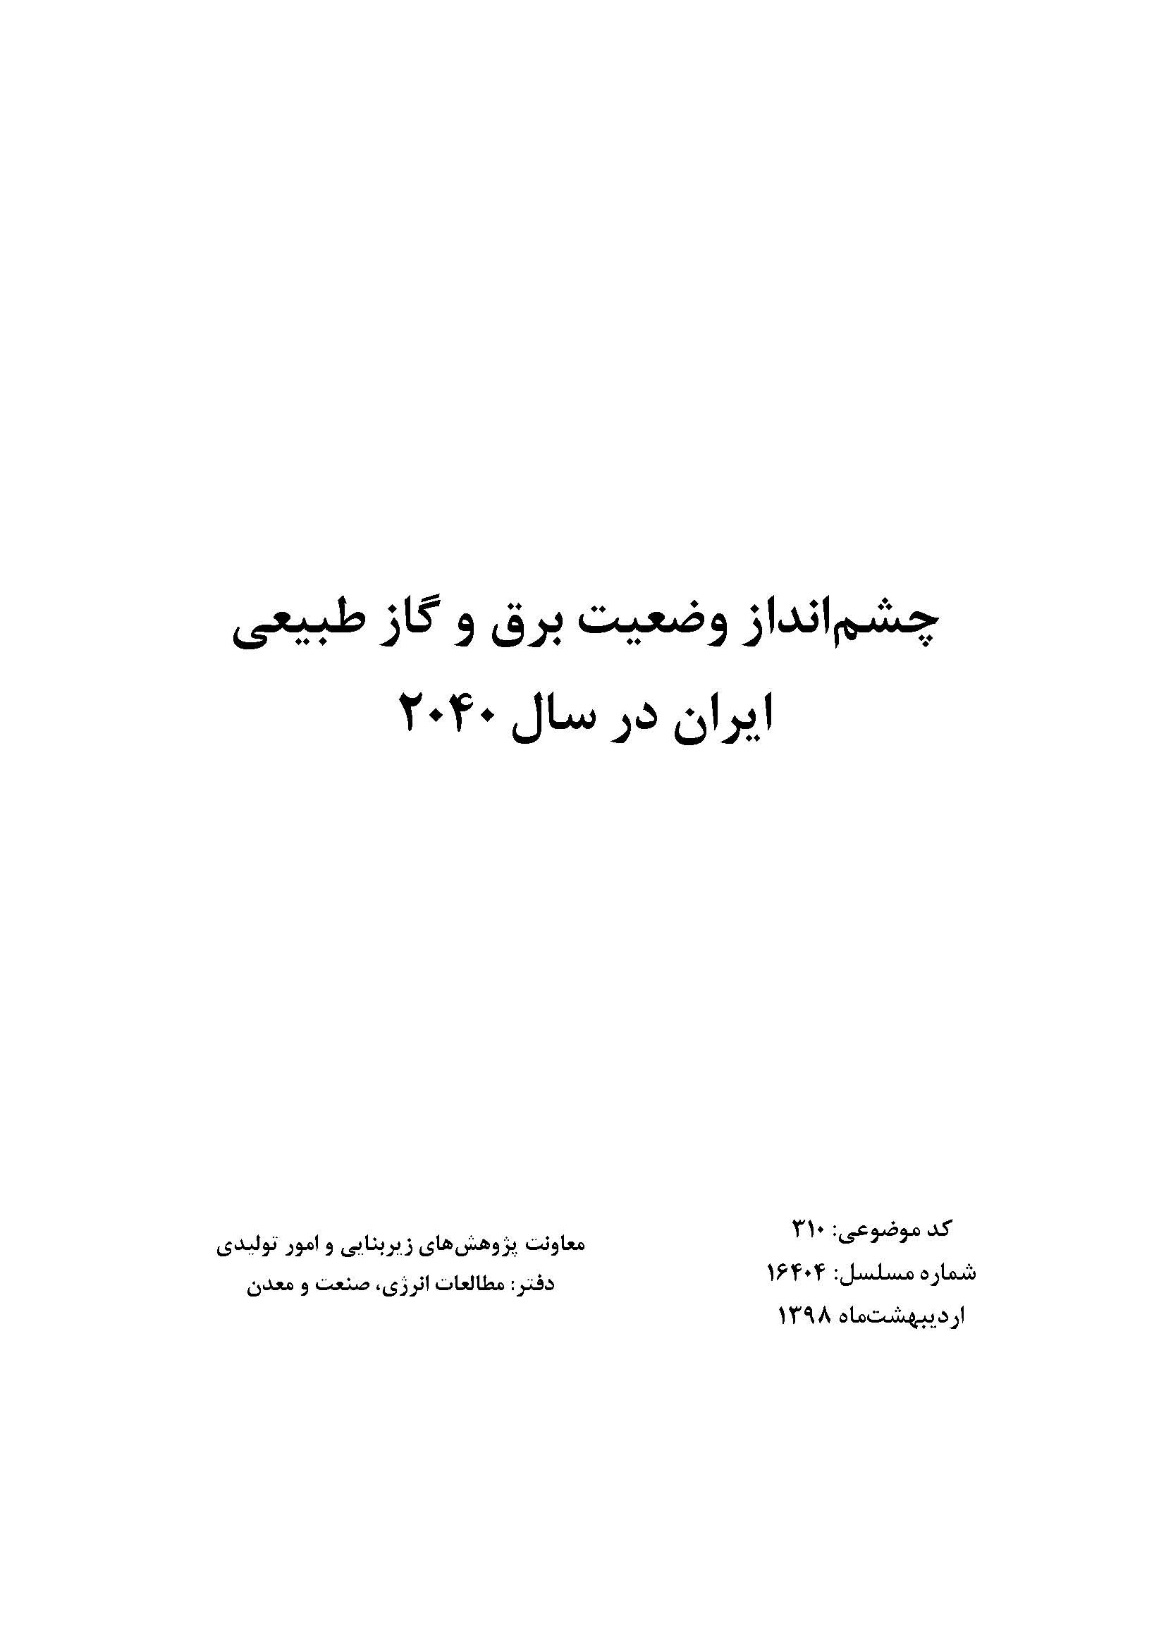 چشم‌انداز وضعیت برق و گاز طبیعی
ایران در سال ۲۰۴۰
کد موضوعی: ۳۱۰
شماره مسلسل: ۱۶۴۰۴
اردیبهشت‌ماه ۱۳۹۸
معاونت پژوهش‌های زیربنایی و امور تولیدی
دفتر: مطالعات انرژی، صنعت و معدن